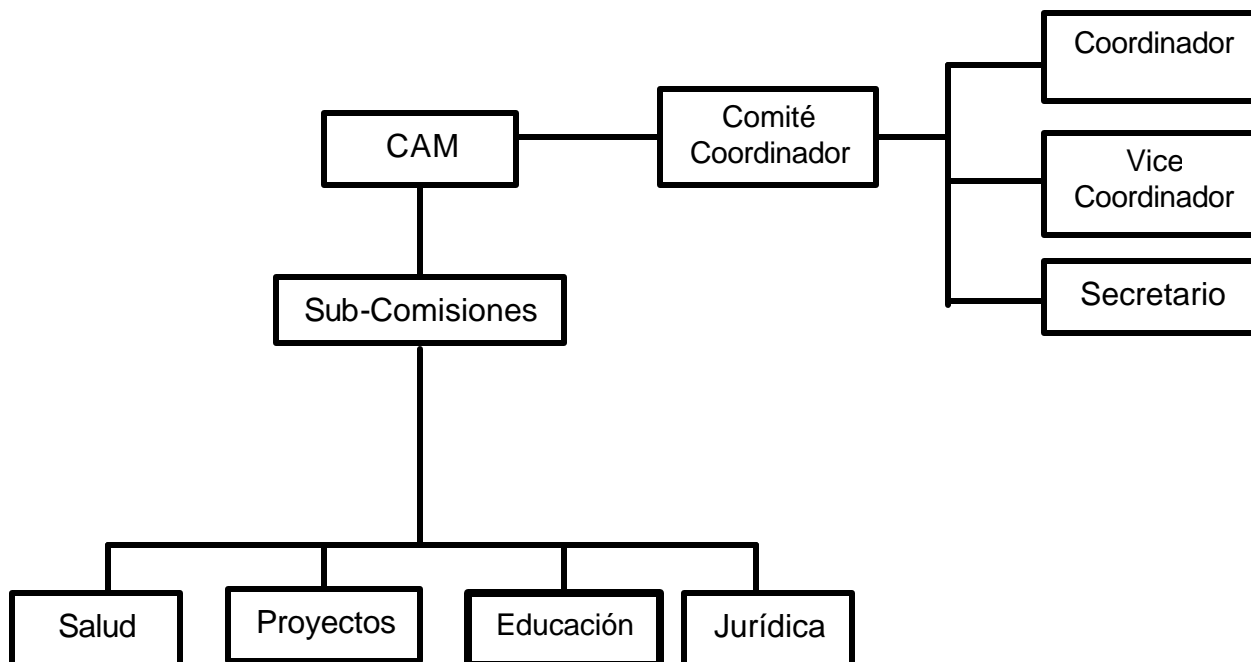 Coordinador
Comité
Coordinador
CAM
Vice
Coordinador
Sub-Comisiones
Secretario
Salud
Proyectos
Educación
Jurídica